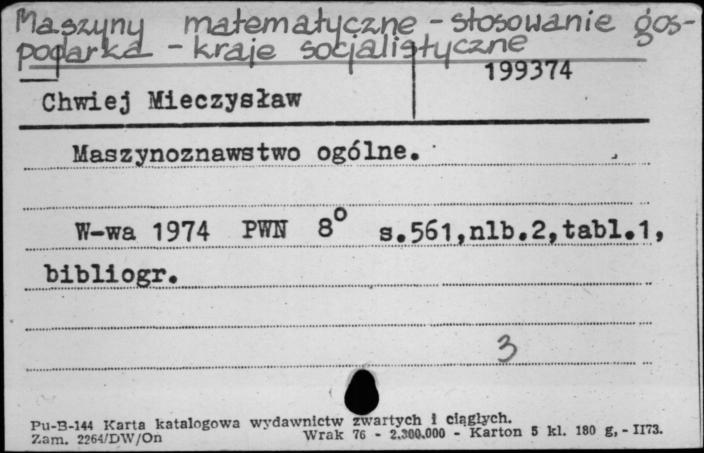 Maszyny matematyczne - stosowanie gos-
podarka - kraje socjalistyczne
199374
Chwiej Mieczysław
Maszynoznawstwo ogólne.
W-wa 1974 PWN 8° s.561,nlb.2,tabl.1,
bibliogr.
3
Pu-B-144 Karta katalogowa wydawnictw zwartych i ciągłych.
Zam. 2264/DW/On Wrak 76 - 2.300.000 - Karton 5 kl. 180 g. - II73.